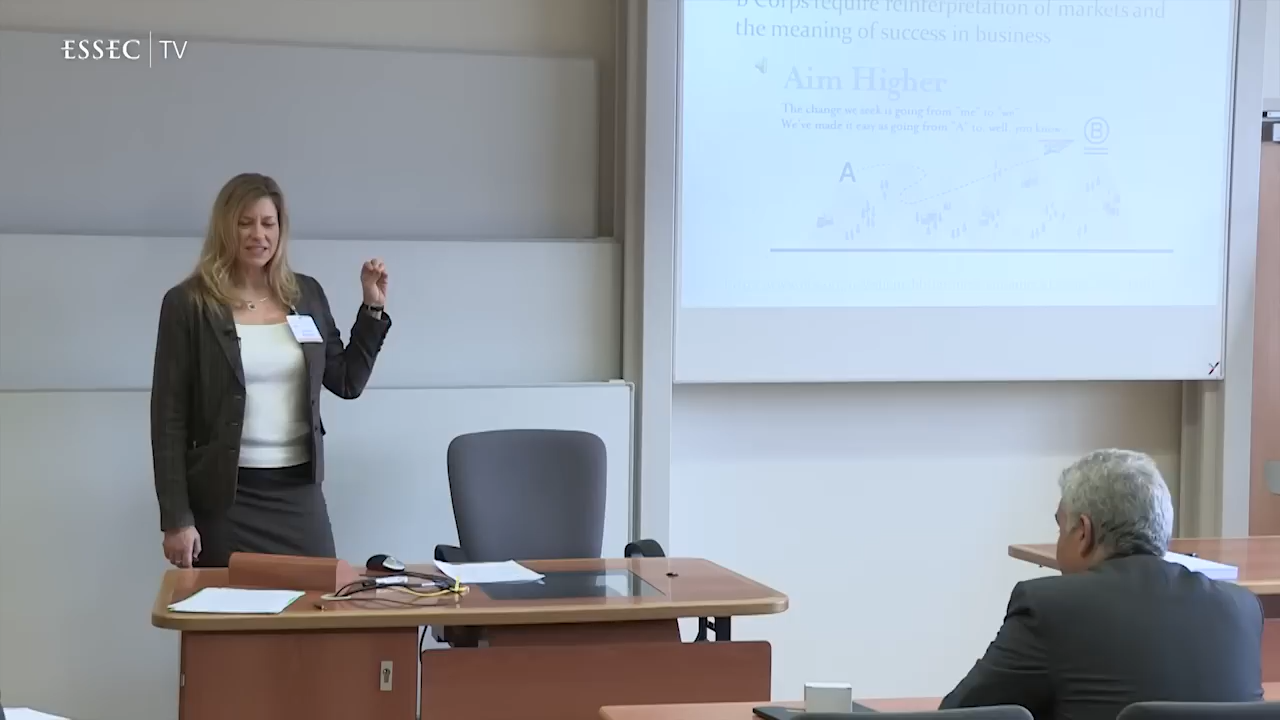 ESSEC TV
B Corps require reinterpretation of markets and
the meaning of success in business
Aim Higher
The change we seek is going from "me" to "we"
We've made it easy as going from "A" to, well, you know...
B
A